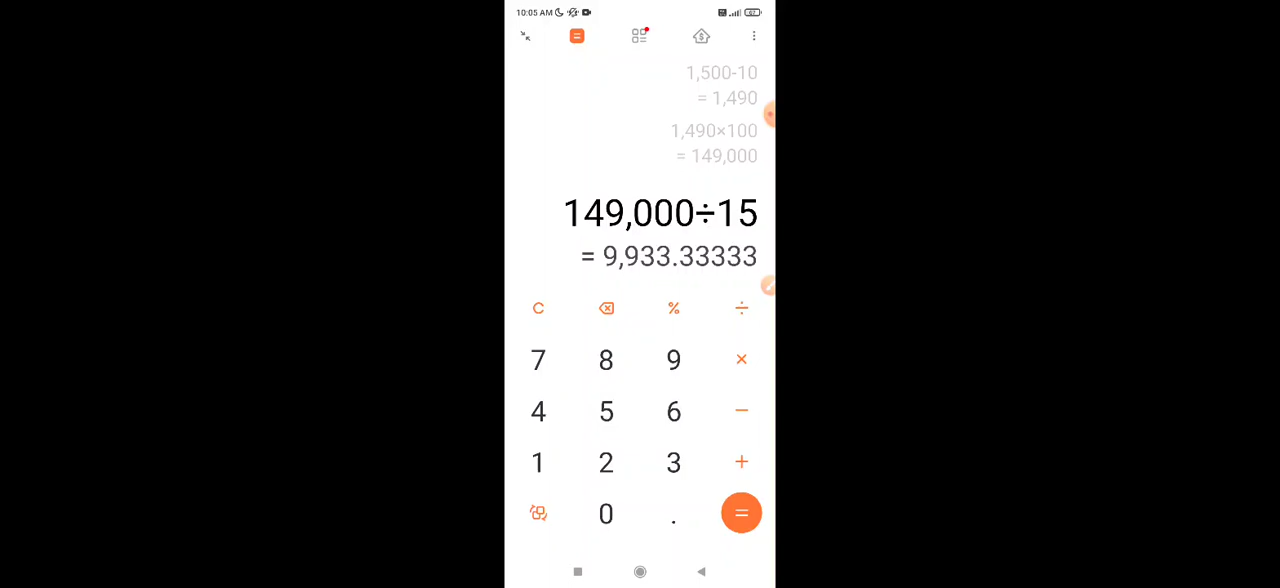 10:05 AM
67
1,500-10
= 1,490
1,490×100
= 149,000
149,000÷15
= 9,933.33333
C % ÷
7 8 9 ×
4 5 6 −
1 2 3 +
0 . =